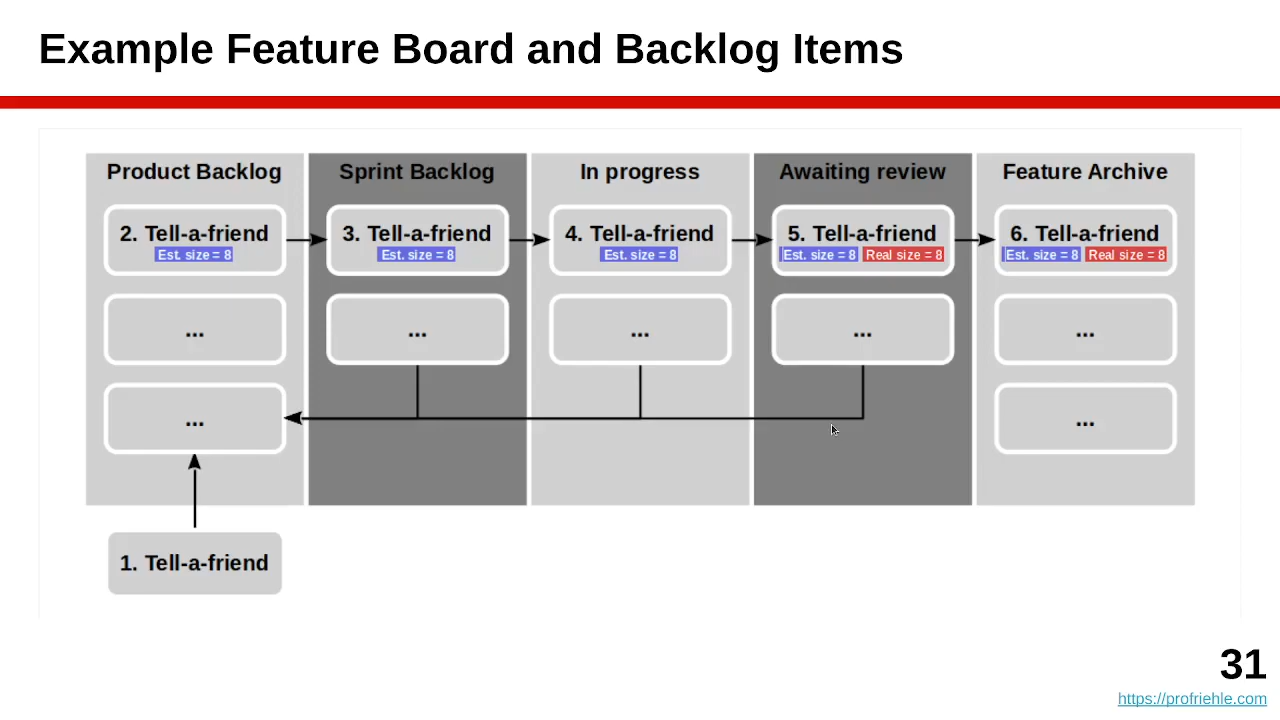 Example Feature Board and Backlog Items
Product Backlog
Sprint Backlog
In progress
Awaiting review
Feature Archive
2. Tell-a-friend
Est. size = 8
3. Tell-a-friend
Est. size = 8
4. Tell-a-friend
Est. size = 8
5. Tell-a-friend
Est. size = 8 Real size = 8
6. Tell-a-friend
Est. size = 8 Real size = 8
...
...
...
...
...
...
...
1. Tell-a-friend
31
https://profriehle.com